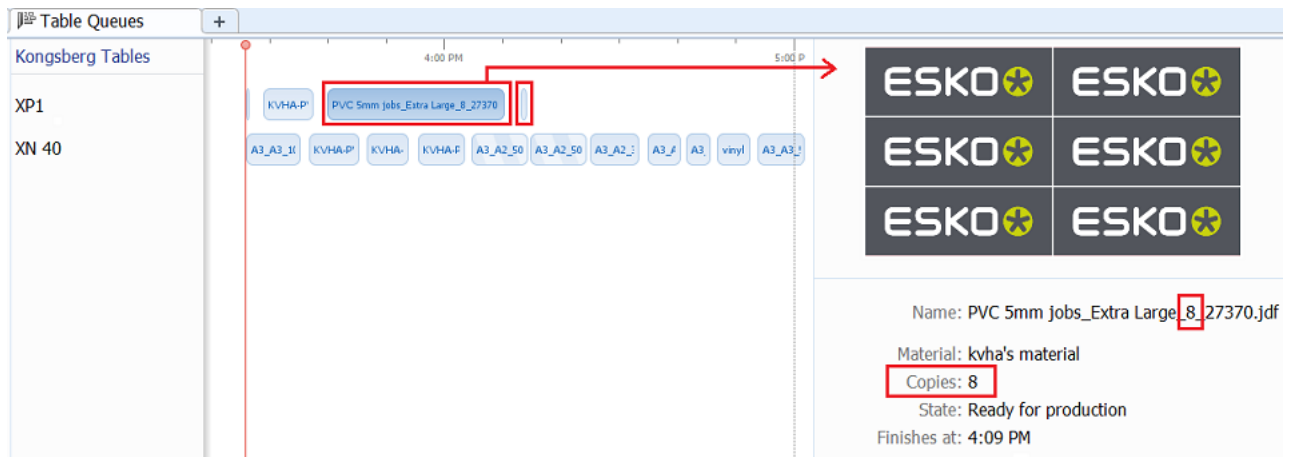 Table Queues
+
Kongsberg Tables
4:00 PM
5:00 P
XP1
KVHA-P
PVC 5mm jobs_Extra Large_8_27370
XN 40
A3_A3_1(
KVHA-P'
KVHA-
KVHA-F
A3_A2_50
A3_A2_50
A3_A2_:
A3_A
A3_
vinyl
A3_A3_!
ESKO ESKO
ESKO ESKO
ESKO ESKO
Name: PVC 5mm jobs_Extra Large_8_27370.jdf
Material: kvha's material
Copies: 8
State: Ready for production
Finishes at: 4:09 PM